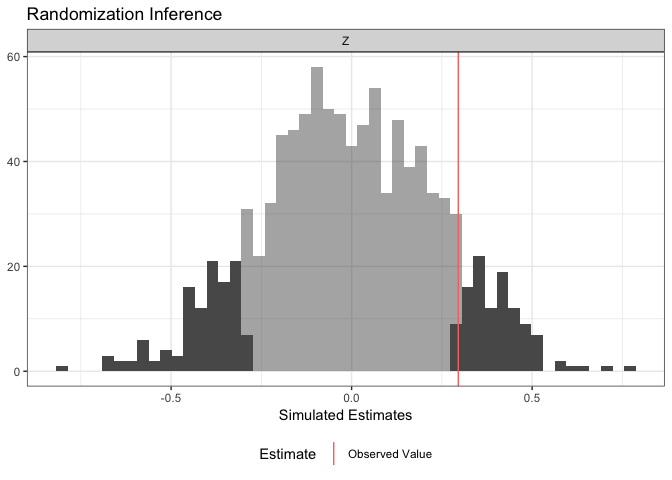 Randomization Inference
Z
60
40
20
0
-0.5 0.0 0.5
Simulated Estimates
Estimate Observed Value